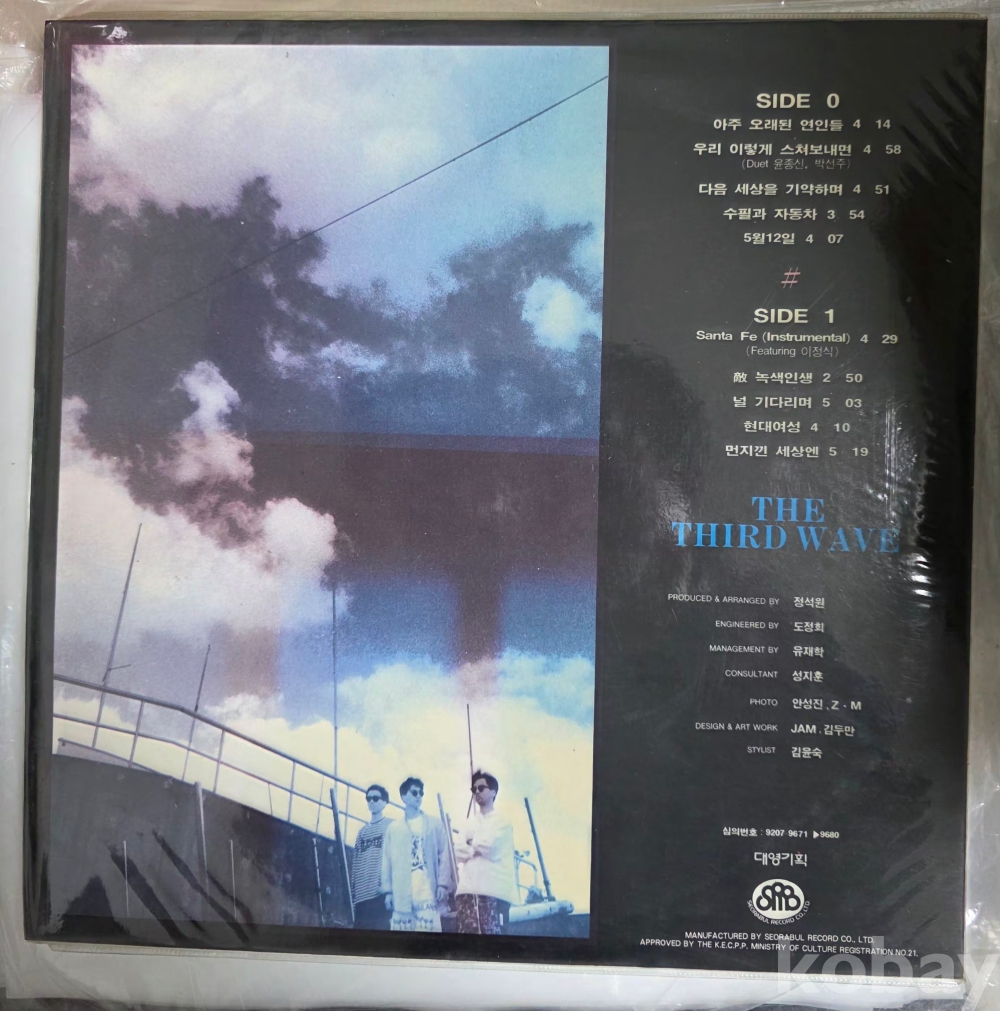 SIDE 0
아주 오래된 연인들 4 14
우리 이렇게 스쳐보내면 4 58
(Duet 윤종신, 박선주)
다음 세상을 기약하며 4 51
수필과 자동차 3 54
5월12일 4 07
#
SIDE 1
Santa Fe (Instrumental) 4 29
(Featuring 이정식)
敵 녹색인생 2 50
널 기다리며 5 03
현대여성 4 10
먼지낀 세상엔 5 19
THE
THIRD WAVE
PRODUCED & ARRANGED BY 정석원
ENGINEERED BY 도정회
MANAGEMENT BY 유재학
CONSULTANT 성지훈
PHOTO 안성진, Z·M
DESIGN & ART WORK JAM, 김두만
STYLIST 김윤숙
심의번호 : 9207-9671 ▶9680
대영기획
SRB
SEORABUL RECORD CO., LTD.
MANUFACTURED BY SEORABUL RECORD CO., LTD.
APPROVED BY THE K.E.C.P.P. MINISTRY OF CULTURE REGISTRATION NO.21.
kobay